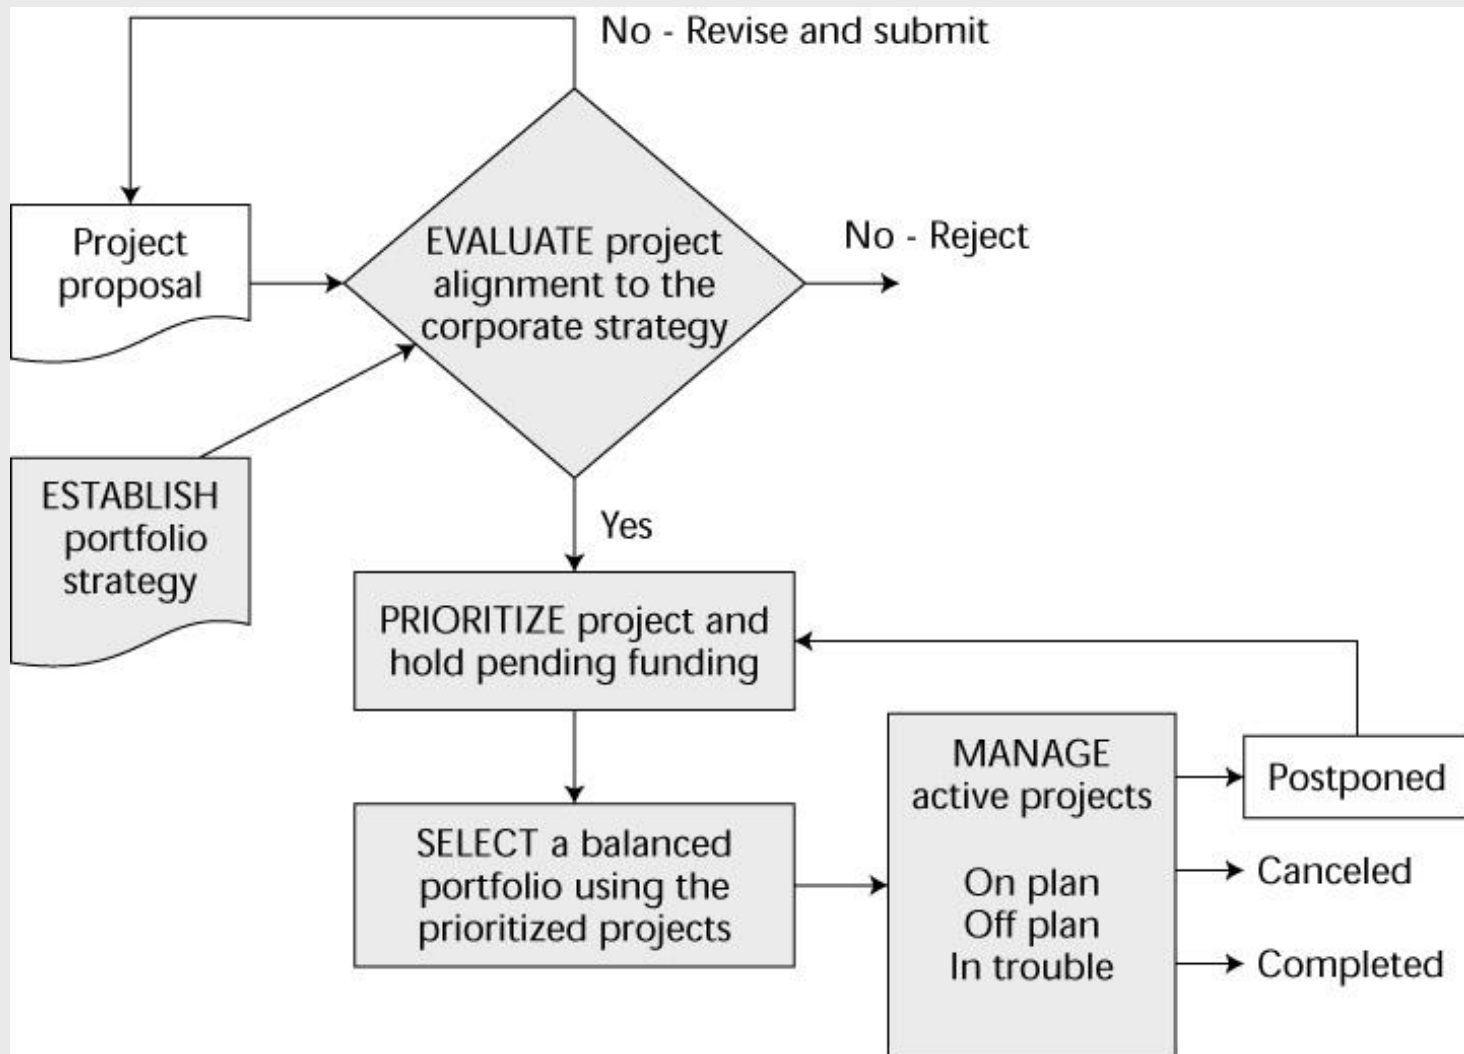 No - Revise and submit
Project
proposal
EVALUATE project
alignment to the
corporate strategy
No - Reject
ESTABLISH
portfolio
strategy
Yes
PRIORITIZE project and
hold pending funding
SELECT a balanced
portfolio using the
prioritized projects
MANAGE
active projects
On plan
Off plan
In trouble
Postponed
Canceled
Completed